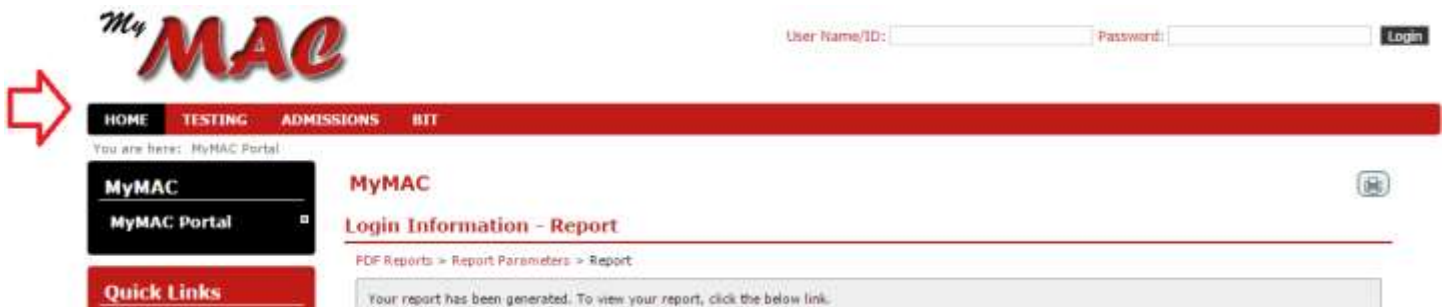 My MAC
User Name/ID:
Password:
Login
HOME TESTING ADMISSIONS BIT
You are here: MyMAC Portal
MyMAC
MyMAC Portal
Quick Links
MyMAC
Login Information - Report
PDF Reports > Report Parameters > Report
Your report has been generated. To view your report, click the below link.